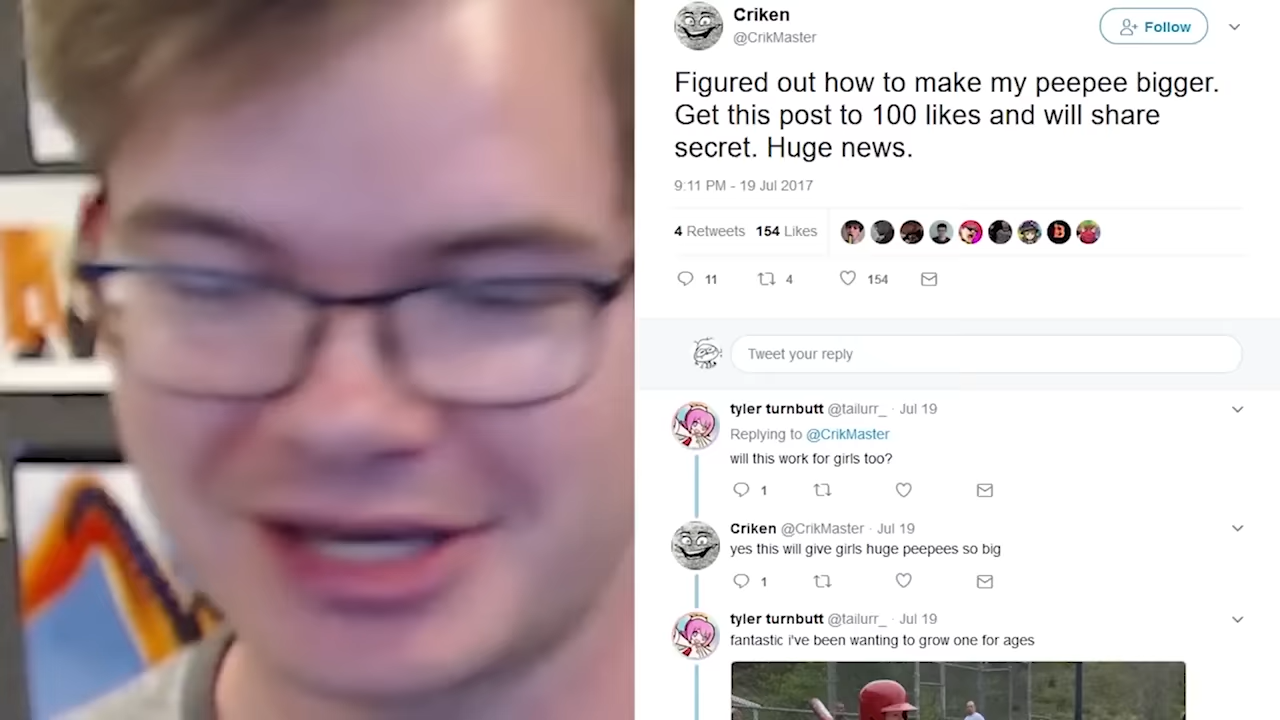 Criken
@CrikMaster
Follow
Figured out how to make my peepee bigger.
Get this post to 100 likes and will share
secret. Huge news.
9:11 PM - 19 Jul 2017
4 Retweets 154 Likes
11 4 154
Tweet your reply
tyler turnbutt @tailurr_ · Jul 19
Replying to @CrikMaster
will this work for girls too?
1
Criken @CrikMaster · Jul 19
yes this will give girls huge peepees so big
1
tyler turnbutt @tailurr_ · Jul 19
fantastic i've been wanting to grow one for ages